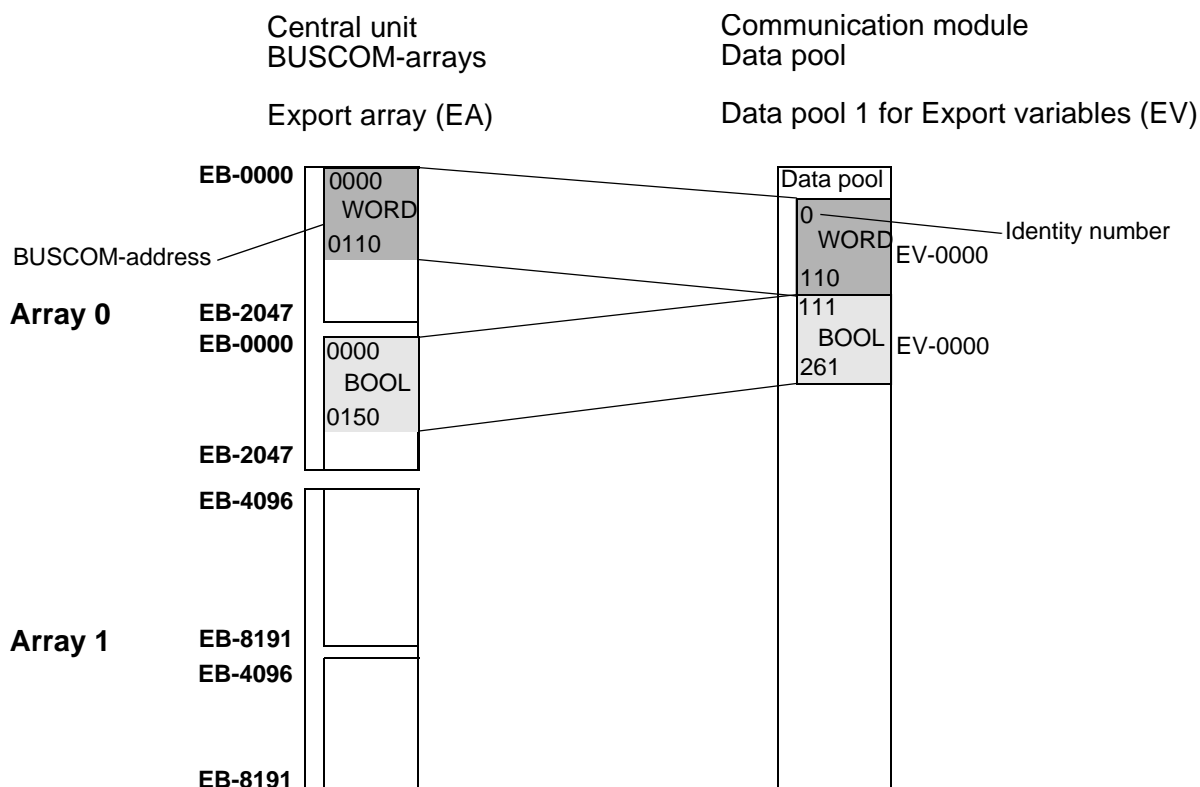 Central unit
BUSCOM-arrays
Export array (EA)
Communication module
Data pool
Data pool 1 for Export variables (EV)
EB-0000
0000
WORD
0110
BUSCOM-address
Array 0
EB-2047
EB-0000
0000
BOOL
0150
EB-2047
EB-4096
Array 1
EB-8191
EB-4096
EB-8191
Data pool
0
WORD
110
EV-0000
Identity number
111
BOOL
261
EV-0000